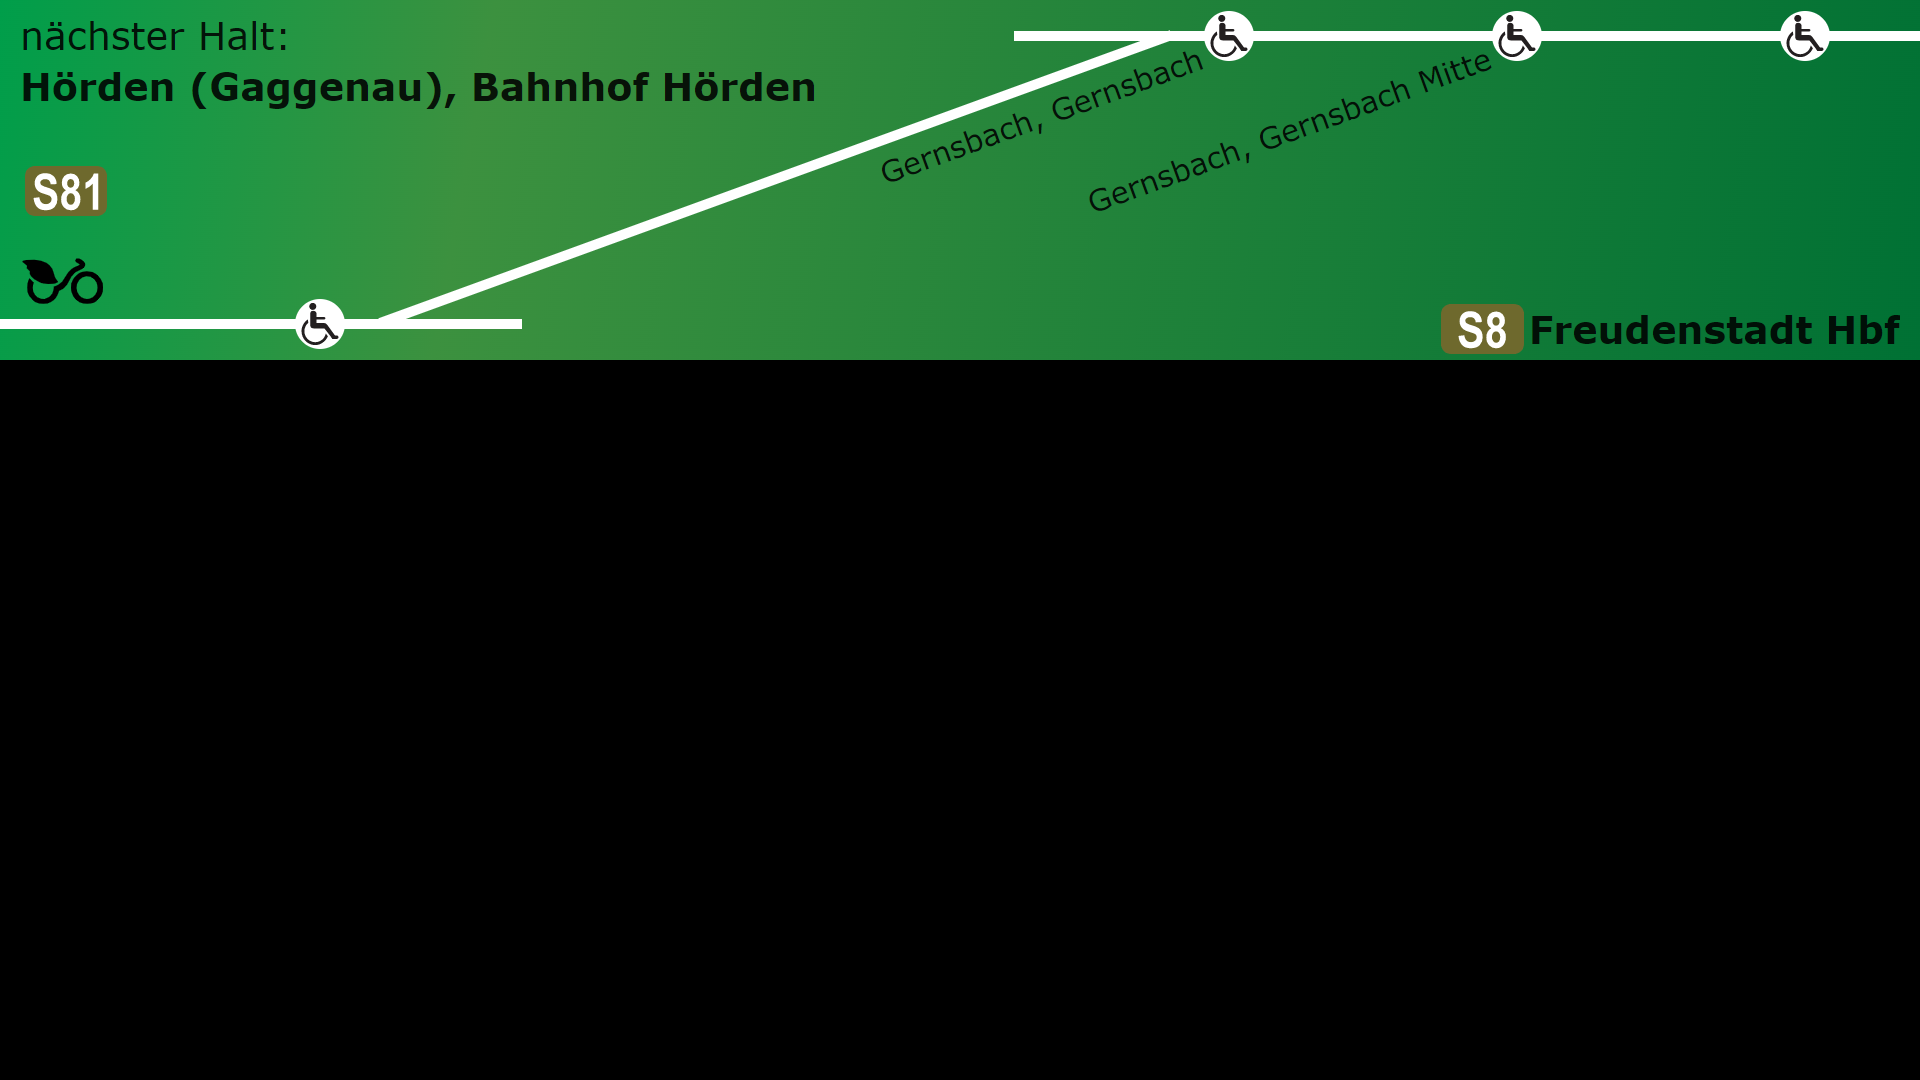 nächster Halt:
Hörden (Gaggenau), Bahnhof Hörden
S81
Gernsbach, Gernsbach
Gernsbach, Gernsbach Mitte
S8 Freudenstadt Hbf